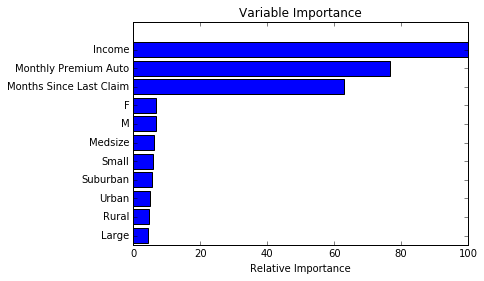 Variable Importance
Income
Monthly Premium Auto
Months Since Last Claim
F
M
Medsize
Small
Suburban
Urban
Rural
Large
0 20 40 60 80 100
Relative Importance